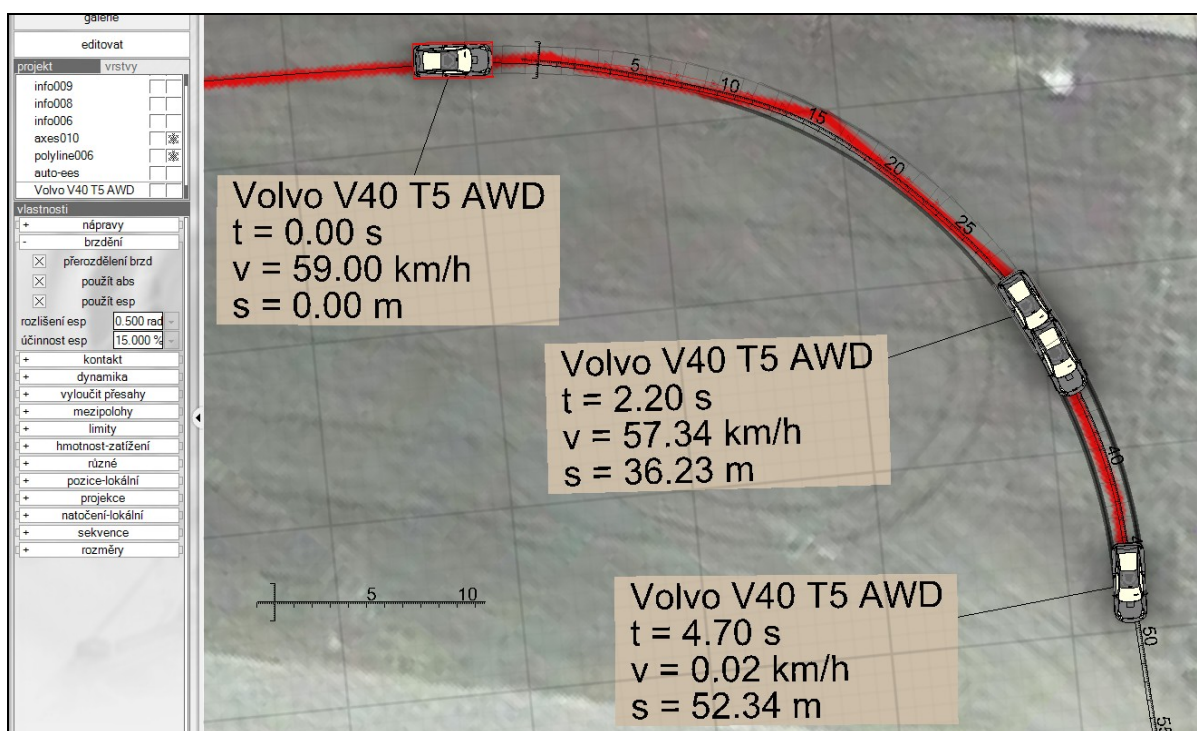 galerie
editovat
projekt vrstvy
info009
info008
info006
axes010
polyline006
auto-ees
Volvo V40 T5 AWD
vlastnosti
+ nápravy
- brzdění
přerozdělení brzd
použít abs
použít esp
rozlišení esp 0.500 rad
účinnost esp 15.000 %
+ kontakt
+ dynamika
+ vyloučit přesahy
+ mezipolohy
+ limity
+ hmotnost-zatížení
+ různé
+ pozice-lokální
+ projekce
+ natočení-lokální
+ sekvence
+ rozměry
5
10
15
20
25
40
50
55
Volvo V40 T5 AWD
t = 0.00 s
v = 59.00 km/h
s = 0.00 m
Volvo V40 T5 AWD
t = 2.20 s
v = 57.34 km/h
s = 36.23 m
5 10
Volvo V40 T5 AWD
t = 4.70 s
v = 0.02 km/h
s = 52.34 m